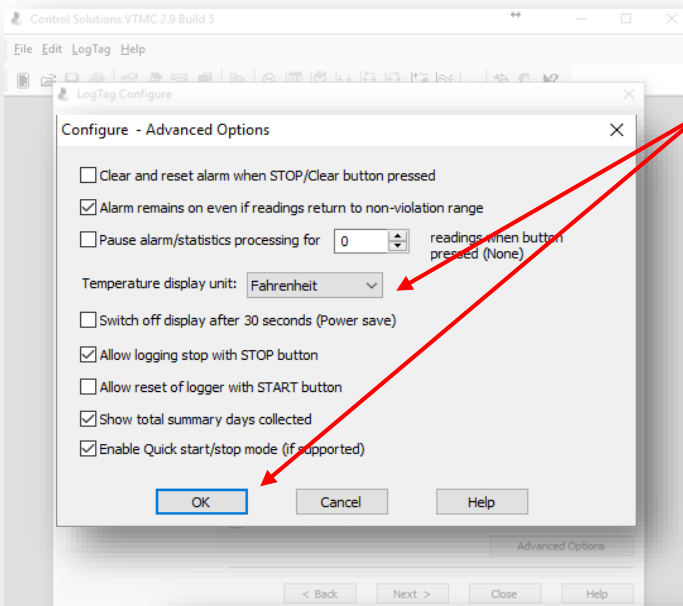 Control Solutions VTMC 2.9 Build 5
File Edit LogTag Help
LogTag Configure
Configure - Advanced Options
Clear and reset alarm when STOP/Clear button pressed
Alarm remains on even if readings return to non-violation range
Pause alarm/statistics processing for 0 readings when button
pressed (None)
Temperature display unit: Fahrenheit
Switch off display after 30 seconds (Power save)
Allow logging stop with STOP button
Allow reset of logger with START button
Show total summary days collected
Enable Quick start/stop mode (if supported)
OK Cancel Help
Advanced Options
< Back Next > Close Help